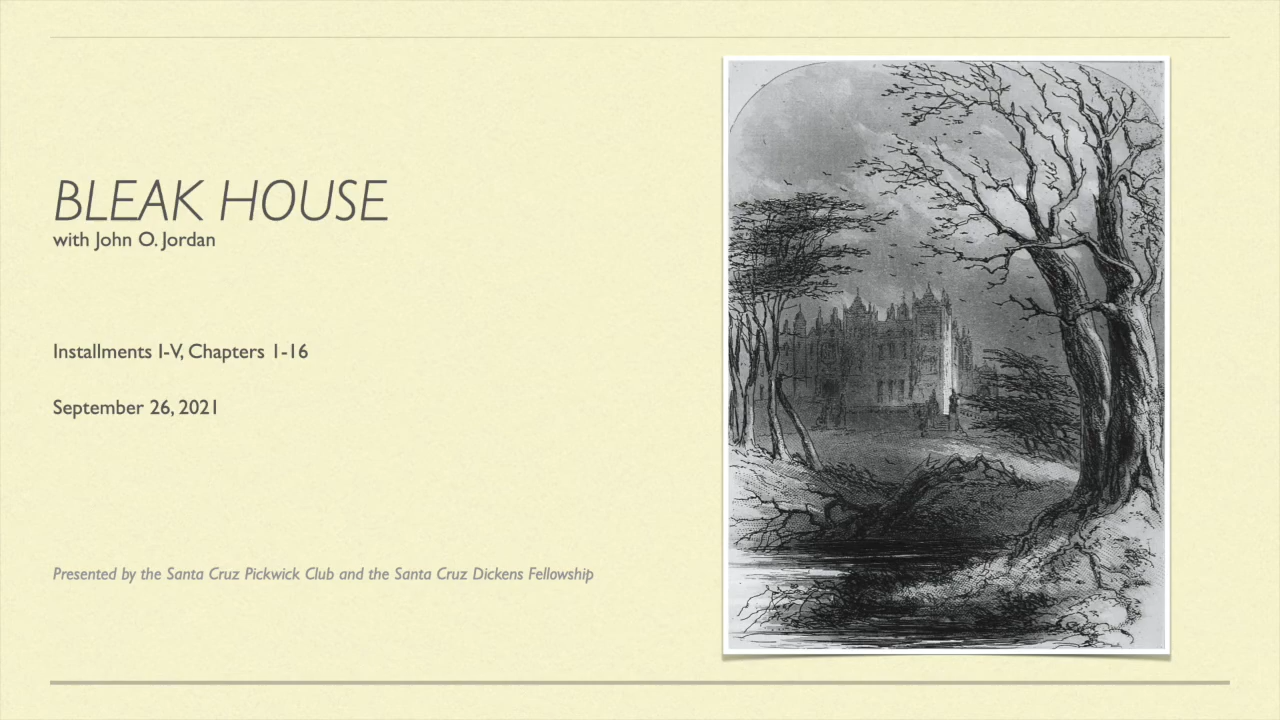 BLEAK HOUSE
with John O. Jordan
Installments I-V, Chapters 1-16
September 26, 2021
Presented by the Santa Cruz Pickwick Club and the Santa Cruz Dickens Fellowship